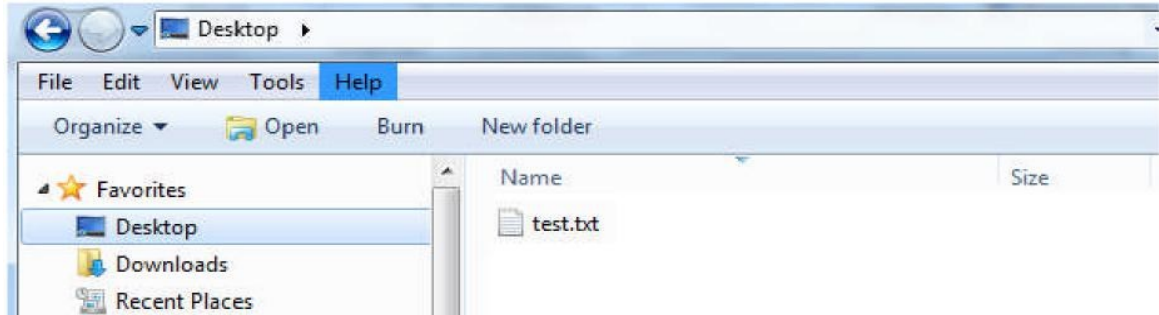 Desktop
File Edit View Tools Help
Organize Open Burn New folder
Favorites
Desktop
Downloads
Recent Places
Name Size
test.txt